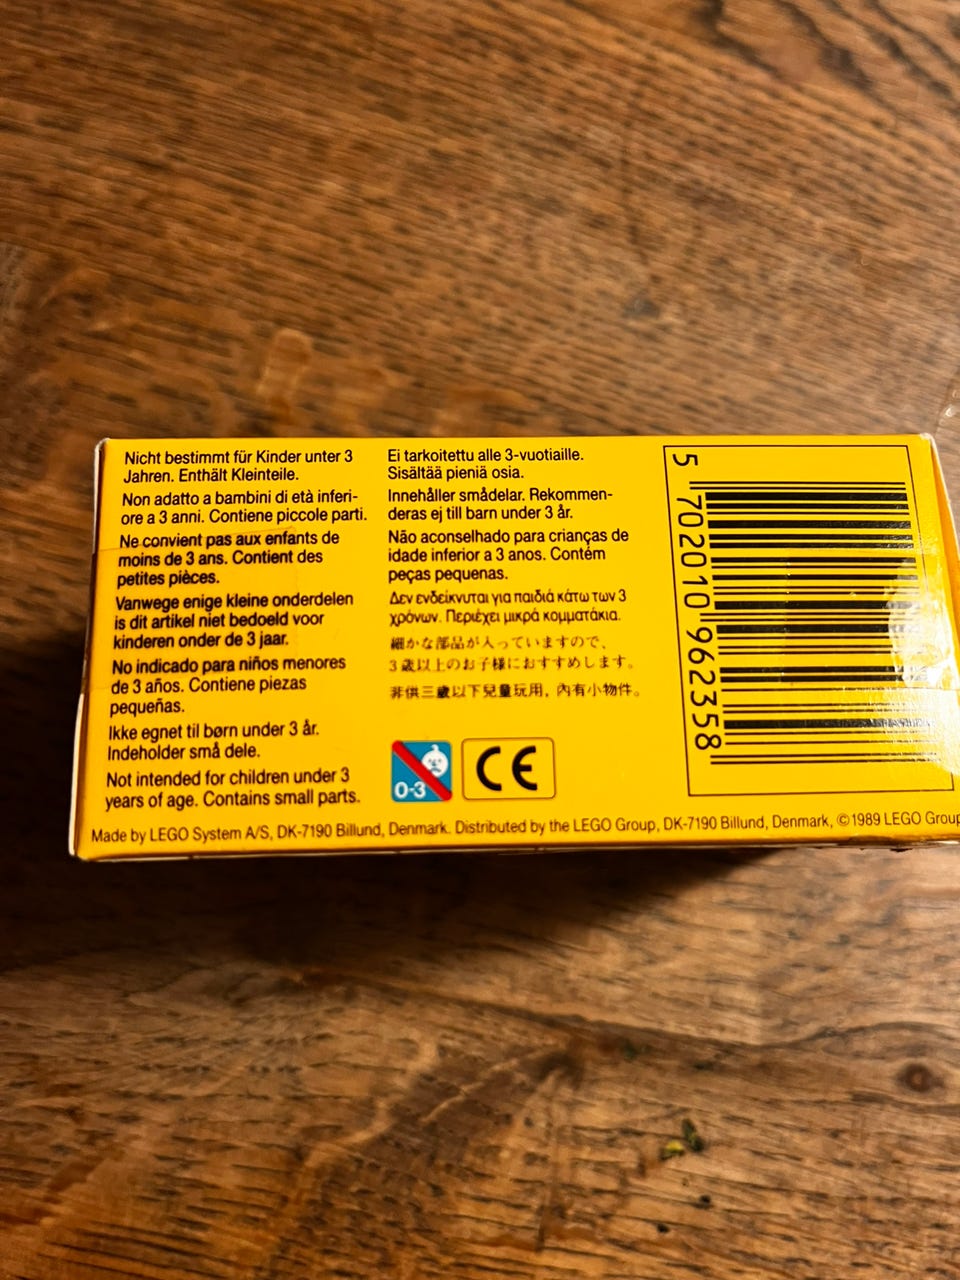 Nicht bestimmt für Kinder unter 3
Jahren. Enthält Kleinteile.
Non adatto a bambini di età inferi-
ore a 3 anni. Contiene piccole parti.
Ne convient pas aux enfants de
moins de 3 ans. Contient des
petites pièces.
Vanwege enige kleine onderdelen
is dit artikel niet bedoeld voor
kinderen onder de 3 jaar.
No indicado para niños menores
de 3 años. Contiene piezas
pequeñas.
Ikke egnet til børn under 3 år.
Indeholder små dele.
Not intended for children under 3
years of age. Contains small parts.
Ei tarkoitettu alle 3-vuotiaille.
Sisältää pieniä osia.
Innehåller smådelar. Rekommen-
deras ej till barn under 3 år.
Não aconselhado para crianças de
idade inferior a 3 anos. Contém
peças pequenas.
Δεν ενδείκνυται για παιδιά κάτω των 3
χρόνων. Περιέχει μικρά κομματάκια.
細かな部品が入っていますので、
3歳以上のお子様におすすめします。
非供三歲以下兒童玩用，內有小物件。
0-3
CE
5 702010 962358
Made by LEGO System A/S, DK-7190 Billund, Denmark. Distributed by the LEGO Group, DK-7190 Billund, Denmark, ©1989 LEGO Group